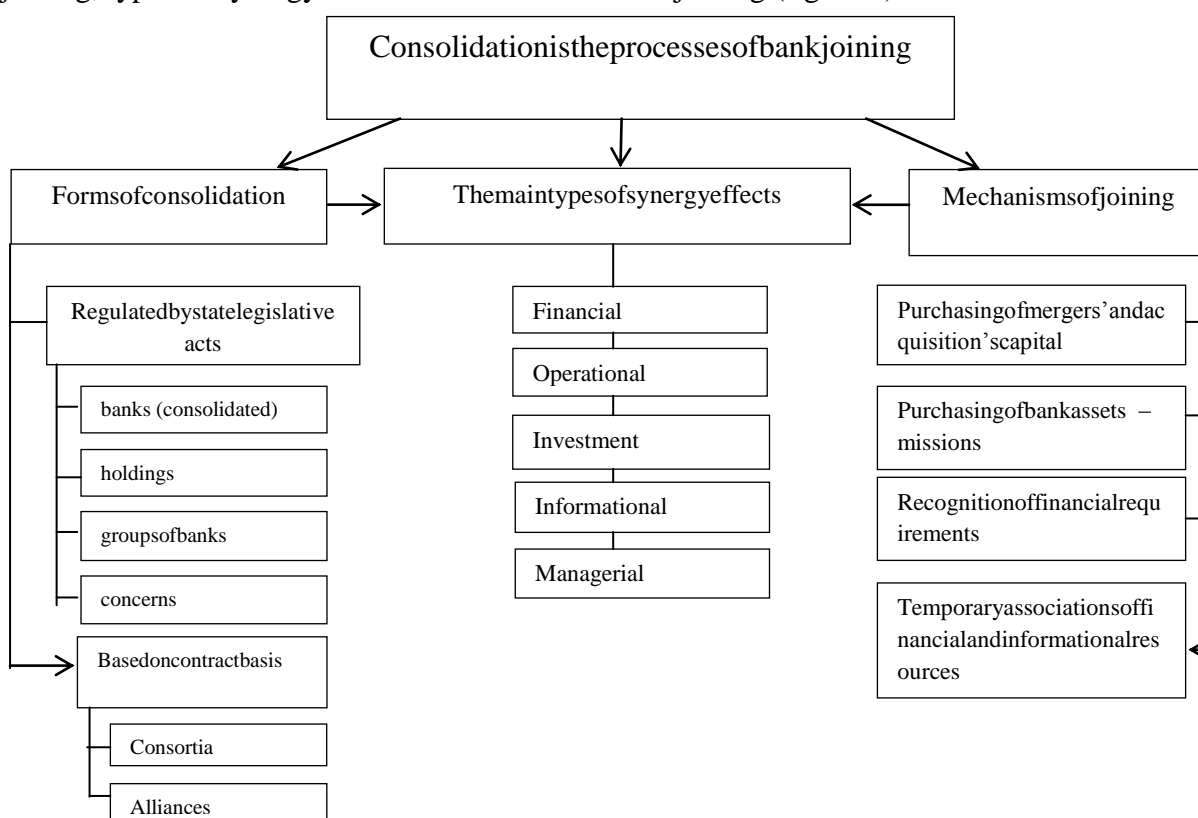 Consolidationistheprocessesofbankjoining
Formsofconsolidation
Themaintypesofsynergyeffects
Mechanismsofjoining
Regulatedbystatelegislative
acts
banks (consolidated)
holdings
groupsofbanks
concerns
Basedoncontractbasis
Consortia
Alliances
Financial
Operational
Investment
Informational
Managerial
Purchasingofmergers’andac
quisition’scapital
Purchasingofbankassets –
missions
Recognitionoffinancialrequ
irements
Temporaryassociationsoffi
nancialandinformationalres
ources